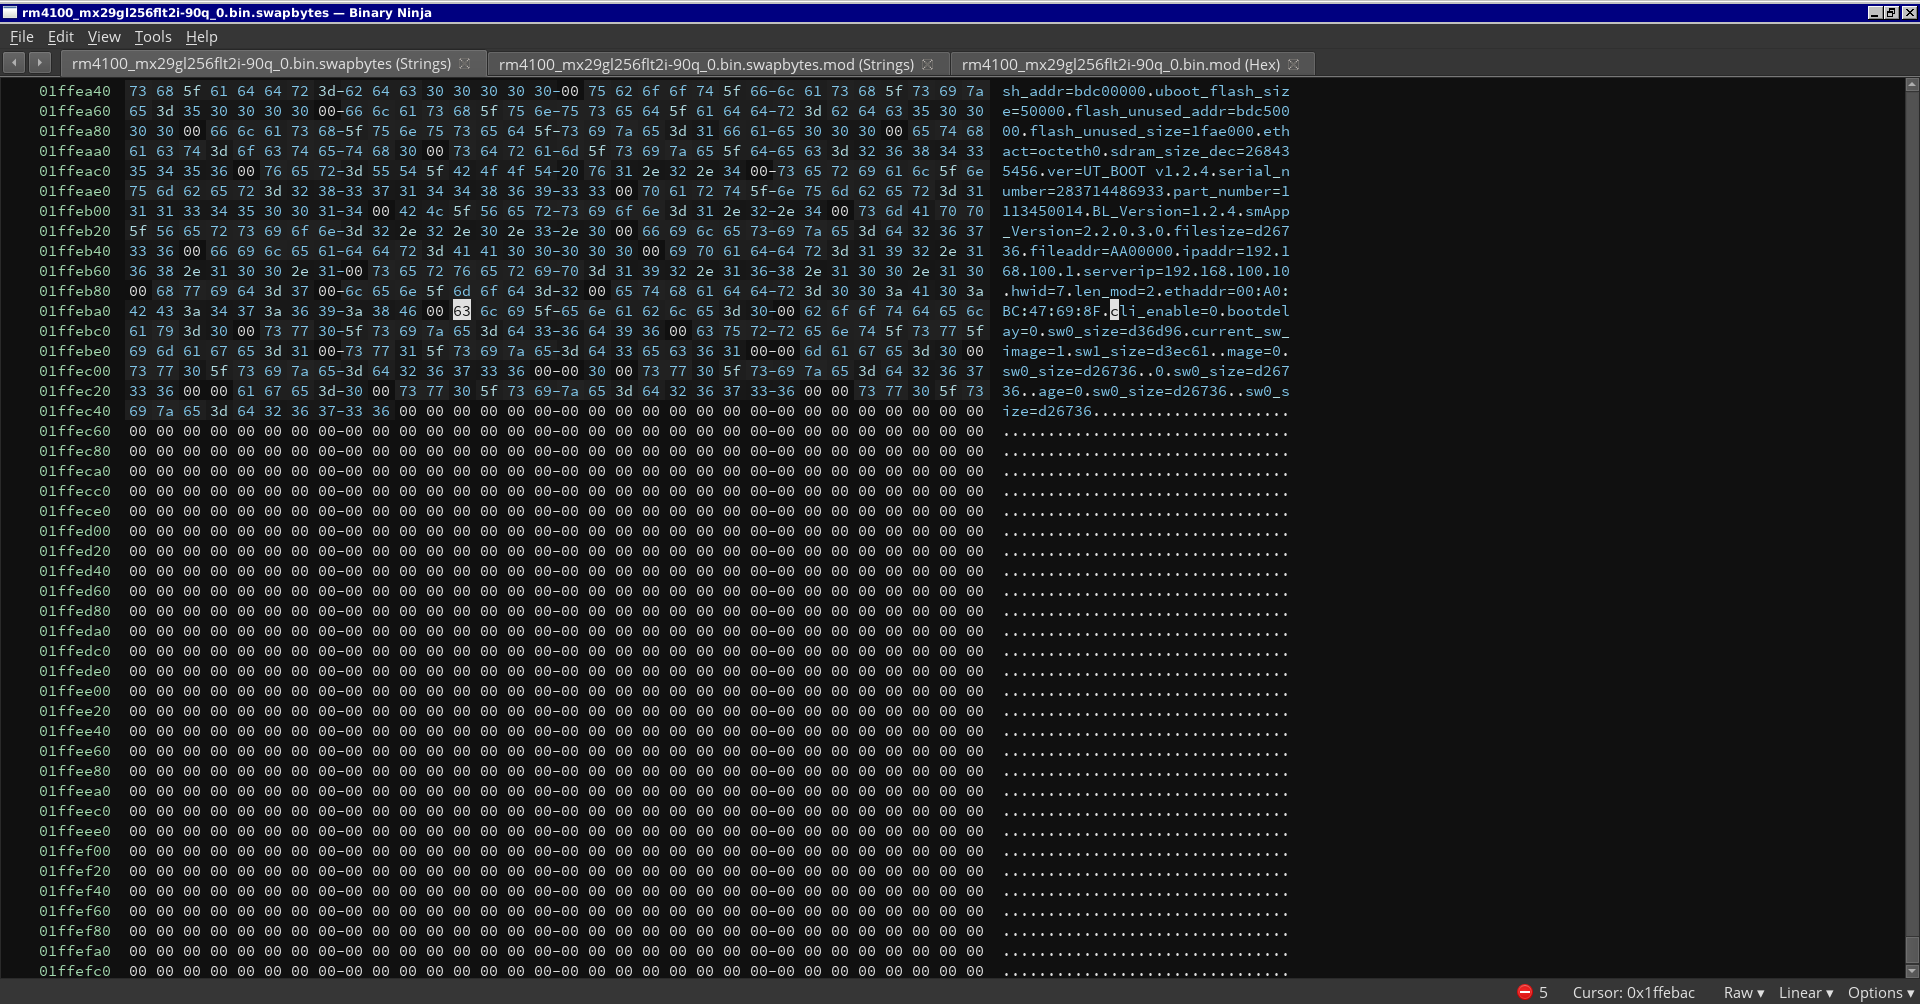 rm4100_mx29gl256flt2i-90q_0.bin.swapbytes — Binary Ninja
File Edit View Tools Help
rm4100_mx29gl256flt2i-90q_0.bin.swapbytes (Strings) rm4100_mx29gl256flt2i-90q_0.bin.swapbytes.mod (Strings) rm4100_mx29gl256flt2i-90q_0.bin.mod (Hex)
01ffea40 73 68 5f 61 64 64 72 3d-62 64 63 30 30 30 30 30-00 75 62 6f 6f 74 5f 66-6c 61 73 68 5f 73 69 7a sh_addr=bdc00000.uboot_flash_siz
01ffea60 65 3d 35 30 30 30 30 00-66 6c 61 73 68 5f 75 6e-75 73 65 64 5f 61 64 64-72 3d 62 64 63 35 30 30 e=50000.flash_unused_addr=bdc500
01ffea80 30 30 00 66 6c 61 73 68-5f 75 6e 75 73 65 64 5f-73 69 7a 65 3d 31 66 61-65 30 30 30 00 65 74 68 00.flash_unused_size=1fae000.eth
01ffeaa0 61 63 74 3d 6f 63 74 65-74 68 30 00 73 64 72 61-6d 5f 73 69 7a 65 5f 64-65 63 3d 32 36 38 34 33 act=octeth0.sdram_size_dec=26843
01ffeac0 35 34 35 36 00 76 65 72-3d 55 54 5f 42 4f 4f 54-20 76 31 2e 32 2e 34 00-73 65 72 69 61 6c 5f 6e 5456.ver=UT_BOOT v1.2.4.serial_n
01ffeae0 75 6d 62 65 72 3d 32 38-33 37 31 34 34 38 36 39-33 33 00 70 61 72 74 5f-6e 75 6d 62 65 72 3d 31 umber=283714486933.part_number=1
01ffeb00 31 31 33 34 35 30 30 31-34 00 42 4c 5f 56 65 72-73 69 6f 6e 3d 31 2e 32-2e 34 00 73 6d 41 70 70 113450014.BL_Version=1.2.4.smApp
01ffeb20 5f 56 65 72 73 69 6f 6e-3d 32 2e 32 2e 30 2e 33-2e 30 00 66 69 6c 65 73-69 7a 65 3d 64 32 36 37 _Version=2.2.0.3.0.filesize=d267
01ffeb40 33 36 00 66 69 6c 65 61-64 64 72 3d 41 41 30 30-30 30 30 30 00 69 70 61 64-64 72 3d 31 39 32 2e 31 36.fileaddr=AA00000.ipaddr=192.1
01ffeb60 36 38 2e 31 30 30 2e 31-00 73 65 72 76 65 72 69-70 3d 31 39 32 2e 31 36-38 2e 31 30 30 2e 31 30 68.100.1.serverip=192.168.100.10
01ffeb80 00 68 77 69 64 3d 37 00-6c 65 6e 5f 6d 6f 64 3d-32 00 65 74 68 61 64 64-72 3d 30 30 3a 41 30 3a .hwid=7.len_mod=2.ethaddr=00:A0:
01ffeba0 42 43 3a 34 37 3a 36 39-3a 38 46 00 63 6c 69 5f-65 6e 61 62 6c 65 3d 30-00 62 6f 6f 74 64 65 6c BC:47:69:8F.cli_enable=0.bootdel
01ffebc0 61 79 3d 30 00 73 77 30-5f 73 69 7a 65 3d 64 33-36 64 39 36 00 63 75 72-72 65 6e 74 5f 73 77 5f ay=0.sw0_size=d36d96.current_sw_
01ffebe0 69 6d 61 67 65 3d 31 00-73 77 31 5f 73 69 7a 65-3d 64 33 65 63 36 31 00-00 6d 61 67 65 3d 30 00 image=1.sw1_size=d3ec61..mage=0.
01ffec00 73 77 30 5f 73 69 7a 65-3d 64 32 36 37 33 36 00-00 30 00 73 77 30 5f 73-69 7a 65 3d 64 32 36 37 sw0_size=d26736..0.sw0_size=d267
01ffec20 33 36 00 00 61 67 65 3d-30 00 73 77 30 5f 73 69-7a 65 3d 64 32 36 37 33-36 00 00 73 77 30 5f 73 36..age=0.sw0_size=d26736..sw0_s
01ffec40 69 7a 65 3d 64 32 36 37-33 36 00 00 00 00 00 00-00 00 00 00 00 00 00 00-00 00 00 00 00 00 00 00 ize=d26736......................
01ffec60 00 00 00 00 00 00 00 00-00 00 00 00 00 00 00 00-00 00 00 00 00 00 00 00-00 00 00 00 00 00 00 00 ................................
01ffec80 00 00 00 00 00 00 00 00-00 00 00 00 00 00 00 00-00 00 00 00 00 00 00 00-00 00 00 00 00 00 00 00 ................................
01ffeca0 00 00 00 00 00 00 00 00-00 00 00 00 00 00 00 00-00 00 00 00 00 00 00 00-00 00 00 00 00 00 00 00 ................................
01ffecc0 00 00 00 00 00 00 00 00-00 00 00 00 00 00 00 00-00 00 00 00 00 00 00 00-00 00 00 00 00 00 00 00 ................................
01ffece0 00 00 00 00 00 00 00 00-00 00 00 00 00 00 00 00-00 00 00 00 00 00 00 00-00 00 00 00 00 00 00 00 ................................
01ffed00 00 00 00 00 00 00 00 00-00 00 00 00 00 00 00 00-00 00 00 00 00 00 00 00-00 00 00 00 00 00 00 00 ................................
01ffed20 00 00 00 00 00 00 00 00-00 00 00 00 00 00 00 00-00 00 00 00 00 00 00 00-00 00 00 00 00 00 00 00 ................................
01ffed40 00 00 00 00 00 00 00 00-00 00 00 00 00 00 00 00-00 00 00 00 00 00 00 00-00 00 00 00 00 00 00 00 ................................
01ffed60 00 00 00 00 00 00 00 00-00 00 00 00 00 00 00 00-00 00 00 00 00 00 00 00-00 00 00 00 00 00 00 00 ................................
01ffed80 00 00 00 00 00 00 00 00-00 00 00 00 00 00 00 00-00 00 00 00 00 00 00 00-00 00 00 00 00 00 00 00 ................................
01ffeda0 00 00 00 00 00 00 00 00-00 00 00 00 00 00 00 00-00 00 00 00 00 00 00 00-00 00 00 00 00 00 00 00 ................................
01ffedc0 00 00 00 00 00 00 00 00-00 00 00 00 00 00 00 00-00 00 00 00 00 00 00 00-00 00 00 00 00 00 00 00 ................................
01ffede0 00 00 00 00 00 00 00 00-00 00 00 00 00 00 00 00-00 00 00 00 00 00 00 00-00 00 00 00 00 00 00 00 ................................
01ffee00 00 00 00 00 00 00 00 00-00 00 00 00 00 00 00 00-00 00 00 00 00 00 00 00-00 00 00 00 00 00 00 00 ................................
01ffee20 00 00 00 00 00 00 00 00-00 00 00 00 00 00 00 00-00 00 00 00 00 00 00 00-00 00 00 00 00 00 00 00 ................................
01ffee40 00 00 00 00 00 00 00 00-00 00 00 00 00 00 00 00-00 00 00 00 00 00 00 00-00 00 00 00 00 00 00 00 ................................
01ffee60 00 00 00 00 00 00 00 00-00 00 00 00 00 00 00 00-00 00 00 00 00 00 00 00-00 00 00 00 00 00 00 00 ................................
01ffee80 00 00 00 00 00 00 00 00-00 00 00 00 00 00 00 00-00 00 00 00 00 00 00 00-00 00 00 00 00 00 00 00 ................................
01ffeea0 00 00 00 00 00 00 00 00-00 00 00 00 00 00 00 00-00 00 00 00 00 00 00 00-00 00 00 00 00 00 00 00 ................................
01ffeec0 00 00 00 00 00 00 00 00-00 00 00 00 00 00 00 00-00 00 00 00 00 00 00 00-00 00 00 00 00 00 00 00 ................................
01ffeee0 00 00 00 00 00 00 00 00-00 00 00 00 00 00 00 00-00 00 00 00 00 00 00 00-00 00 00 00 00 00 00 00 ................................
01ffef00 00 00 00 00 00 00 00 00-00 00 00 00 00 00 00 00-00 00 00 00 00 00 00 00-00 00 00 00 00 00 00 00 ................................
01ffef20 00 00 00 00 00 00 00 00-00 00 00 00 00 00 00 00-00 00 00 00 00 00 00 00-00 00 00 00 00 00 00 00 ................................
01ffef40 00 00 00 00 00 00 00 00-00 00 00 00 00 00 00 00-00 00 00 00 00 00 00 00-00 00 00 00 00 00 00 00 ................................
01ffef60 00 00 00 00 00 00 00 00-00 00 00 00 00 00 00 00-00 00 00 00 00 00 00 00-00 00 00 00 00 00 00 00 ................................
01ffef80 00 00 00 00 00 00 00 00-00 00 00 00 00 00 00 00-00 00 00 00 00 00 00 00-00 00 00 00 00 00 00 00 ................................
01ffefa0 00 00 00 00 00 00 00 00-00 00 00 00 00 00 00 00-00 00 00 00 00 00 00 00-00 00 00 00 00 00 00 00 ................................
01ffefc0 00 00 00 00 00 00 00 00-00 00 00 00 00 00 00 00-00 00 00 00 00 00 00 00-00 00 00 00 00 00 00 00 ................................
5 Cursor: 0x1ffebac Raw ▾ Linear ▾ Options ▾